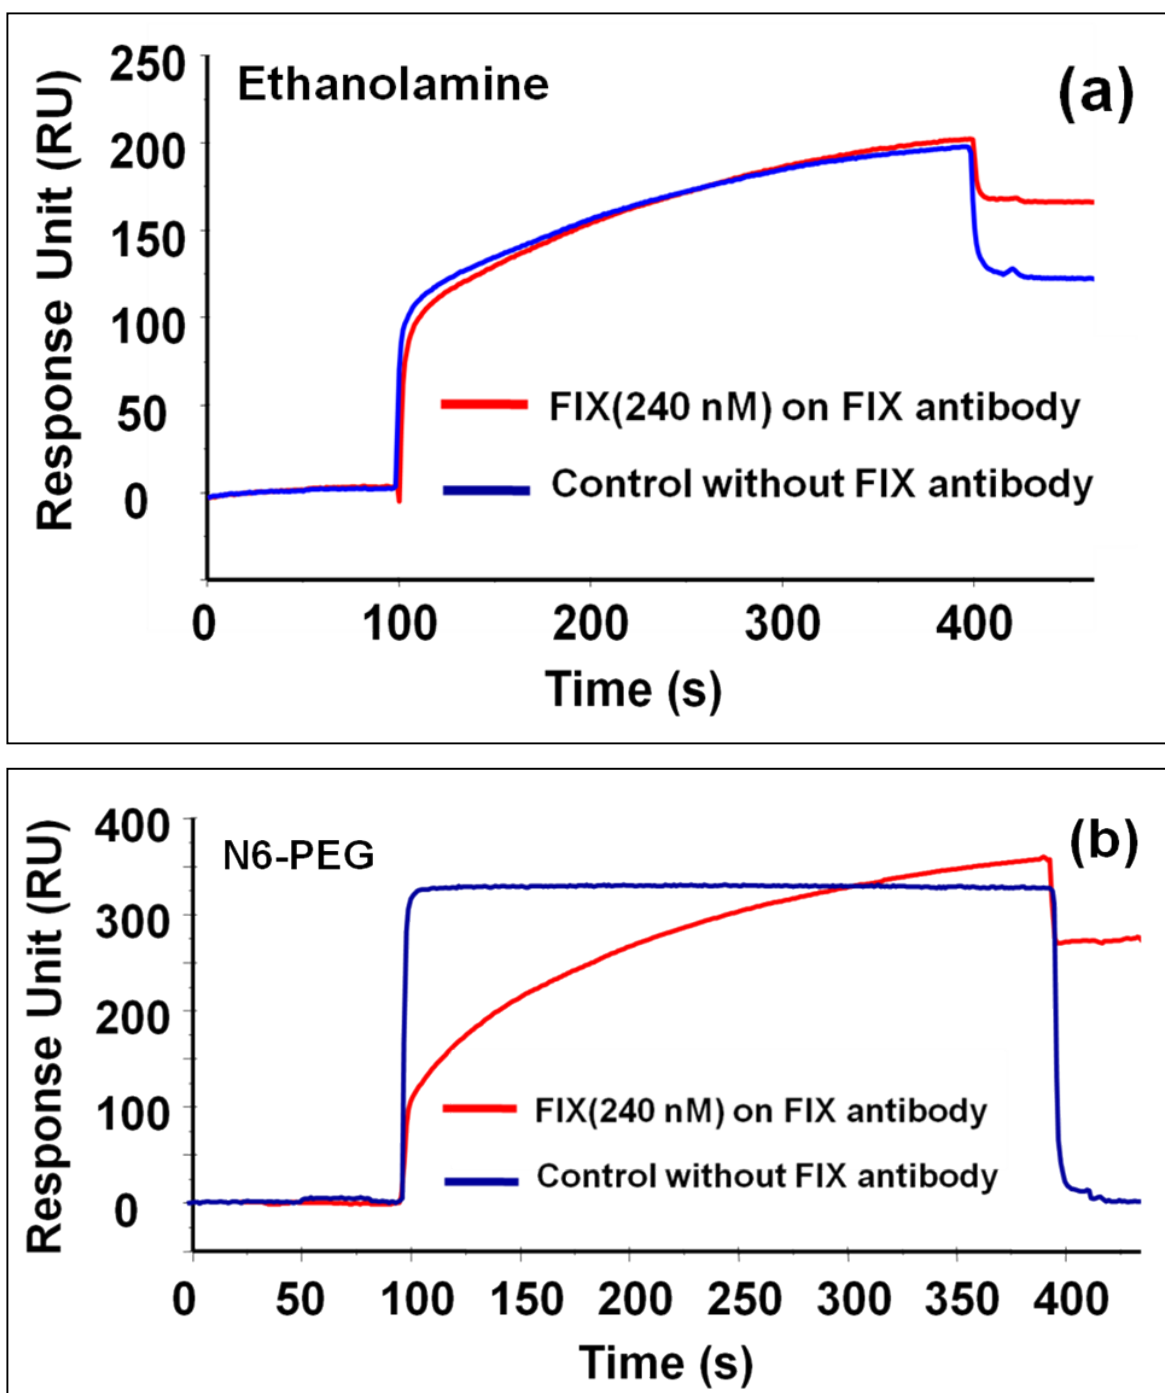 Ethanolamine
(a)
Response Unit (RU)
250
200
150
100
50
0
FIX(240 nM) on FIX antibody
Control without FIX antibody
0 100 200 300 400
Time (s)
N6-PEG
(b)
Response Unit (RU)
400
300
200
100
0
FIX(240 nM) on FIX antibody
Control without FIX antibody
0 50 100 150 200 250 300 350 400
Time (s)